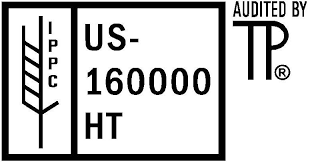 IPPC
US-
160000
HT
AUDITED BY
TP®